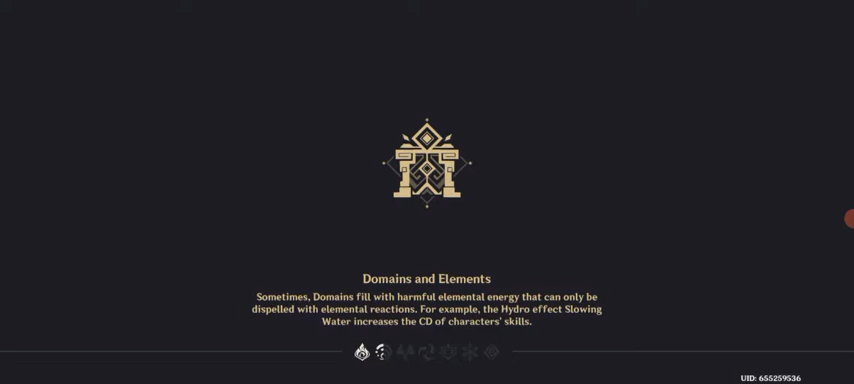 Domains and Elements
Sometimes, Domains fill with harmful elemental energy that can only be
dispelled with elemental reactions. For example, the Hydro effect Slowing
Water increases the CD of characters' skills.
UID: 655259536